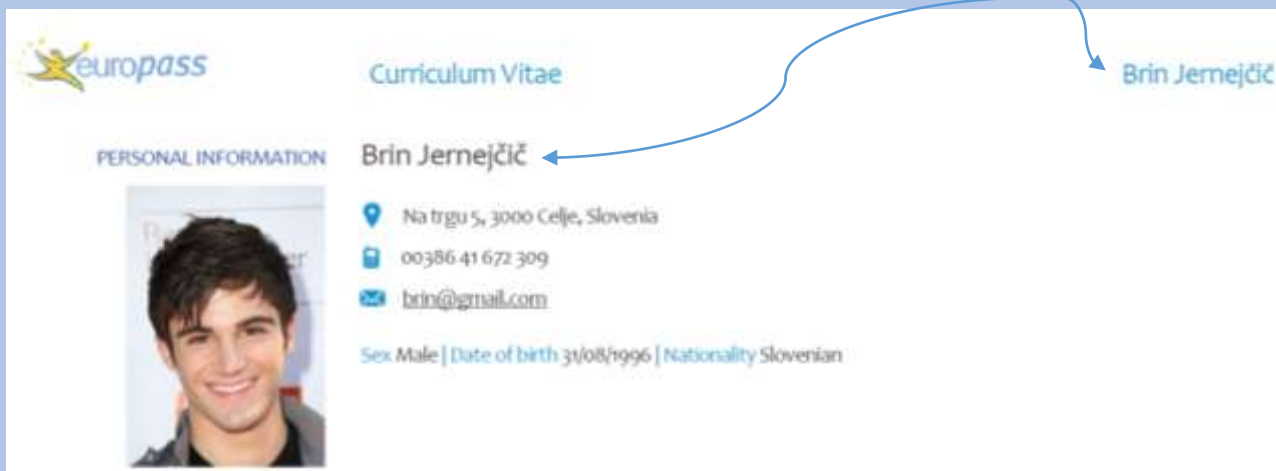 europass
Curriculum Vitae
Brin Jernejčič
PERSONAL INFORMATION
Brin Jernejčič
Na trgu 5, 3000 Celje, Slovenia
00386 41 672 309
brin@gmail.com
Sex Male | Date of birth 31/08/1996 | Nationality Slovenian